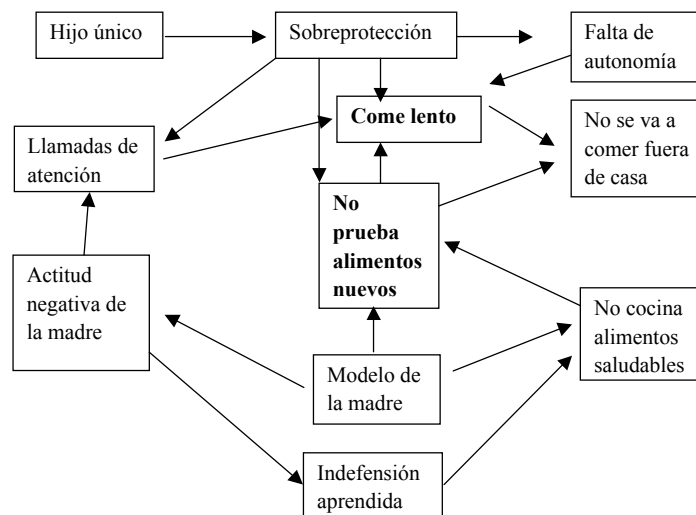 Hijo único
Sobreprotección
Falta de
autonomía
Come lento
No se va a
comer fuera
de casa
Llamadas de
atención
No
prueba
alimentos
nuevos
Actitud
negativa de
la madre
No cocina
alimentos
saludables
Modelo de
la madre
Indefensión
aprendida